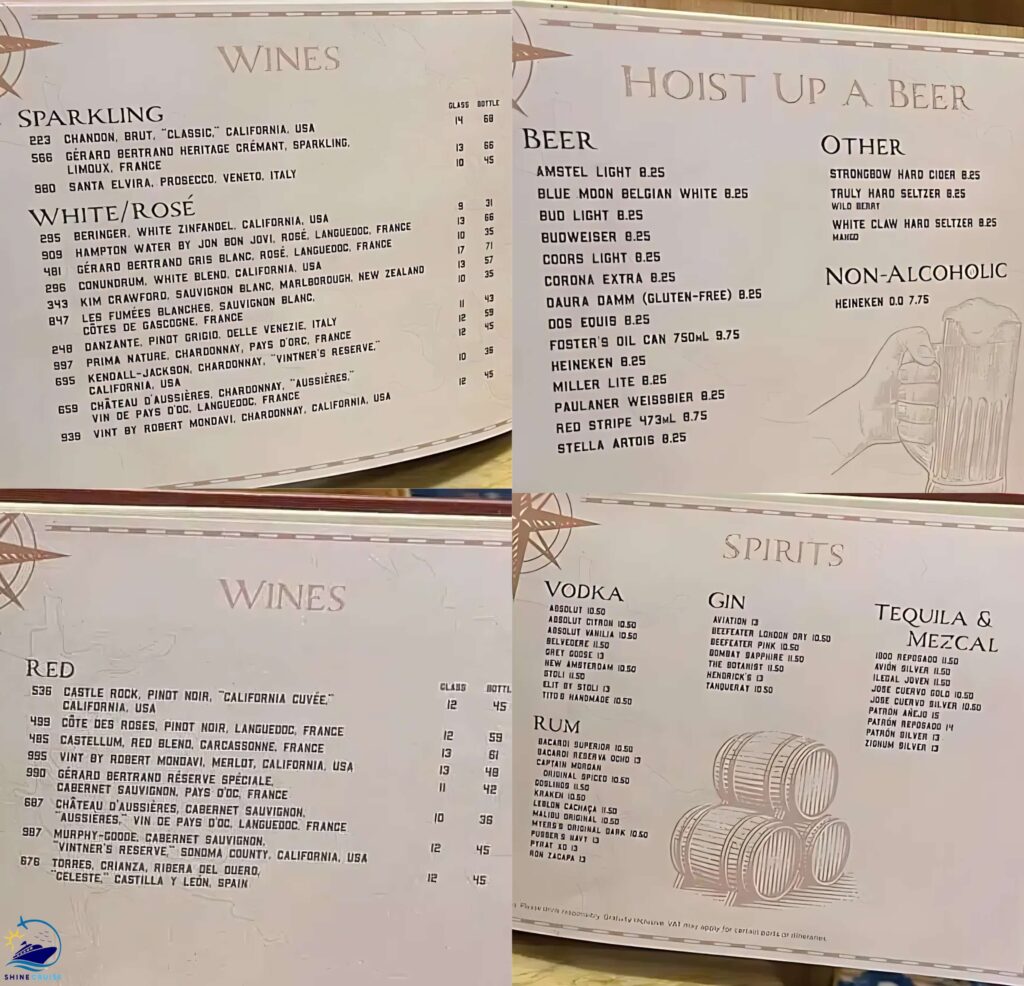 WINES
GLASS BOTTLE
SPARKLING
223 CHANDON, BRUT, "CLASSIC," CALIFORNIA, USA 14 68
566 GÉRARD BERTRAND HERITAGE CRÉMANT, SPARKLING,
LIMOUX, FRANCE 13 66
980 SANTA ELVIRA, PROSECCO, VENETO, ITALY 10 45
WHITE/ROSÉ
295 BERINGER, WHITE ZINFANDEL, CALIFORNIA, USA 9 31
909 HAMPTON WATER BY JON BON JOVI, ROSÉ, LANGUEDOC, FRANCE 13 66
481 GÉRARD BERTRAND GRIS BLANC, ROSÉ, LANGUEDOC, FRANCE 10 35
296 CONUNDRUM, WHITE BLEND, CALIFORNIA, USA 17 71
343 KIM CRAWFORD, SAUVIGNON BLANC, MARLBOROUGH, NEW ZEALAND 13 57
847 LES FUMÉES BLANCHES, SAUVIGNON BLANC, 10 35
CÔTES DE GASCOGNE, FRANCE
248 DANZANTE, PINOT GRIGIO, DELLE VENEZIE, ITALY 11 43
997 PRIMA NATURE, CHARDONNAY, PAYS D'ORC, FRANCE 12 59
695 KENDALL-JACKSON, CHARDONNAY, "VINTNER'S RESERVE," 12 45
CALIFORNIA, USA
659 CHÂTEAU D'AUSSIÈRES, CHARDONNAY, "AUSSIÈRES," 10 36
VIN DE PAYS D'OC, LANGUEDOC, FRANCE
939 VINT BY ROBERT MONDAVI, CHARDONNAY, CALIFORNIA, USA 12 45
HOIST UP A BEER
BEER
AMSTEL LIGHT 8.25
BLUE MOON BELGIAN WHITE 8.25
BUD LIGHT 8.25
BUDWEISER 8.25
COORS LIGHT 8.25
CORONA EXTRA 8.25
DAURA DAMM (GLUTEN-FREE) 8.25
DOS EQUIS 8.25
FOSTER'S OIL CAN 750ML 9.75
HEINEKEN 8.25
MILLER LITE 8.25
PAULANER WEISSBIER 8.25
RED STRIPE 473ML 8.75
STELLA ARTOIS 8.25
OTHER
STRONGBOW HARD CIDER 8.25
TRULY HARD SELTZER 8.25
WILD BERRY
WHITE CLAW HARD SELTZER 8.25
MANGO
NON-ALCOHOLIC
HEINEKEN 0.0 7.75
WINES
RED
GLASS BOTTL
536 CASTLE ROCK, PINOT NOIR, "CALIFORNIA CUVÉE," 12 45
CALIFORNIA, USA
499 CÔTE DES ROSES, PINOT NOIR, LANGUEDOC, FRANCE 12 59
485 CASTELLUM, RED BLEND, CARCASSONNE, FRANCE 13 61
995 VINT BY ROBERT MONDAVI, MERLOT, CALIFORNIA, USA 13 48
990 GÉRARD BERTRAND RÉSERVE SPÉCIALE, 11 42
CABERNET SAUVIGNON, PAYS D'OC, FRANCE
687 CHÂTEAU D'AUSSIÈRES, CABERNET SAUVIGNON, 10 36
"AUSSIERES," VIN DE PAYS D'OC, LANGUEDOC, FRANCE
987 MURPHY-GOODE, CABERNET SAUVIGNON,
"VINTNER'S RESERVE," SONOMA COUNTY, CALIFORNIA, USA 12 45
676 TORRES, CRIANZA, RIBERA DEL DUERO,
"CELESTE," CASTILLA Y LEÓN, SPAIN 12 45
SHINE CRUISE
SPIRITS
VODKA
ABSOLUT 10.50
ABSOLUT CITRON 10.50
ABSOLUT VANILIA 10.50
BELVEDERE 11.50
GREY GOOSE 13
NEW AMSTERDAM 10.50
STOLI 11.50
ELIT BY STOLI 13
TITO'S HANDMADE 10.50
RUM
BACARDI SUPERIOR 10.50
BACARDI RESERVA OCHO 13
CAPTAIN MORGAN
ORIGINAL SPICED 10.50
GOSLINGS 11.50
KRAKEN 10.50
LEBLON CACHAÇA 11.50
MALIBU ORIGINAL 10.50
MYERS'S ORIGINAL DARK 10.50
PUSSER'S NAVY 13
PYRAT XO 13
RON ZACAPA 13
GIN
AVIATION 13
BEEFEATER LONDON DRY 10.50
BEEFEATER PINK 10.50
BOMBAY SAPPHIRE 11.50
THE BOTANIST 11.50
HENDRICK'S 13
TANQUERAY 10.50
TEQUILA &
MEZCAL
1800 REPOSADO 11.50
AVIÓN SILVER 11.50
ILEGAL JOVEN 11.50
JOSE CUERVO GOLD 10.50
JOSE CUERVO SILVER 10.50
PATRÓN AÑEJO 15
PATRÓN REPOSADO 14
PATRÓN SILVER 13
ZIGNUM SILVER 13
Please drink responsibly. Gratuity exclusive. VAT may apply for certain ports or itineraries.